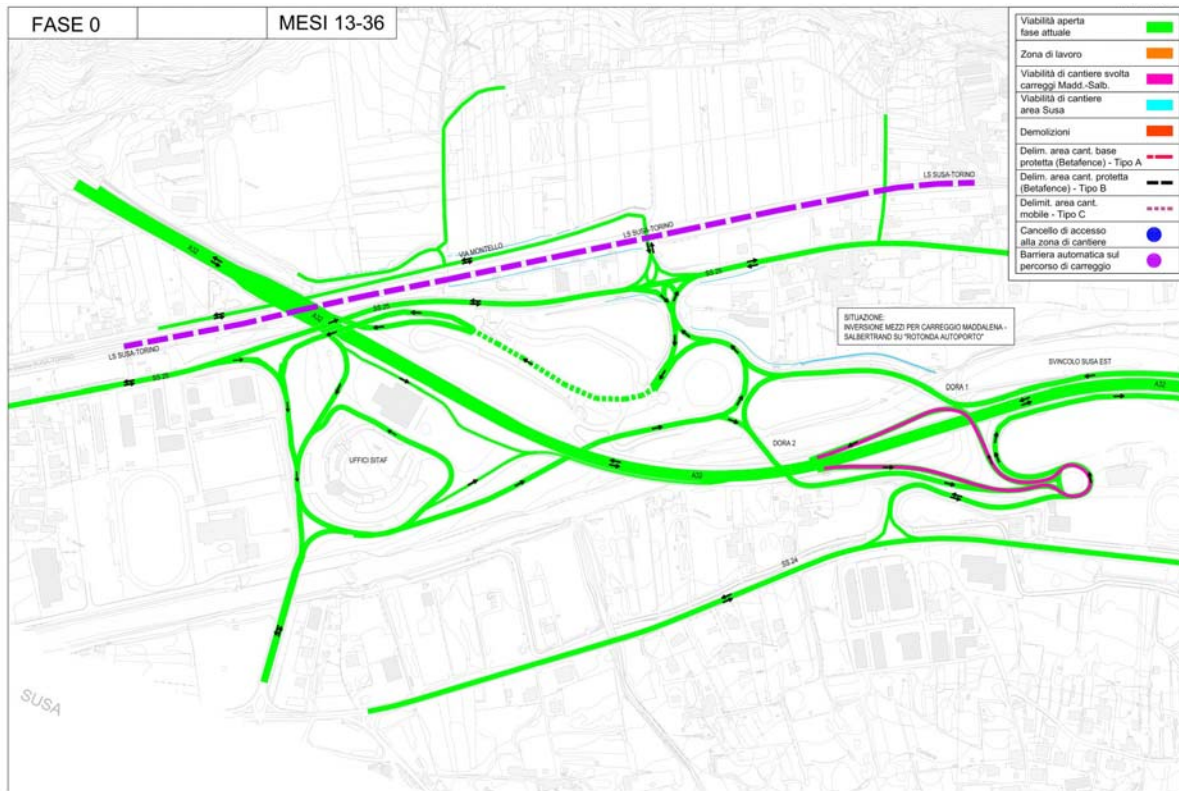 FASE 0
MESI 13-36
Viabilità aperta
fase attuale
Zona di lavoro
Viabilità di cantiere svolta
carreggi Madd.-Salb.
Viabilità di cantiere
area Susa
Demolizioni
Delim. area cant. base
protetta (Betafence) - Tipo A
Delim. area cant. protetta
(Betafence) - Tipo B
Delimit. area cant.
mobile - Tipo C
Cancello di accesso
alla zona di cantiere
Barriera automatica sul
percorso di carreggio
LS SUSA-TORINO
A32
VIA MONTELLO
LS SUSA-TORINO
SS.25
A32
SS.25
LS SUSA-TORINO
SS.25
SITUAZIONE:
INVERSIONE MEZZI PER CARREGGIO MADDALENA -
SALBERTRAND SU "ROTONDA AUTOPORTO"
SVINCOLO SUSA EST
DORA 1
A32
UFFICI SITAF
DORA 2
A32
SS.24
SUSA